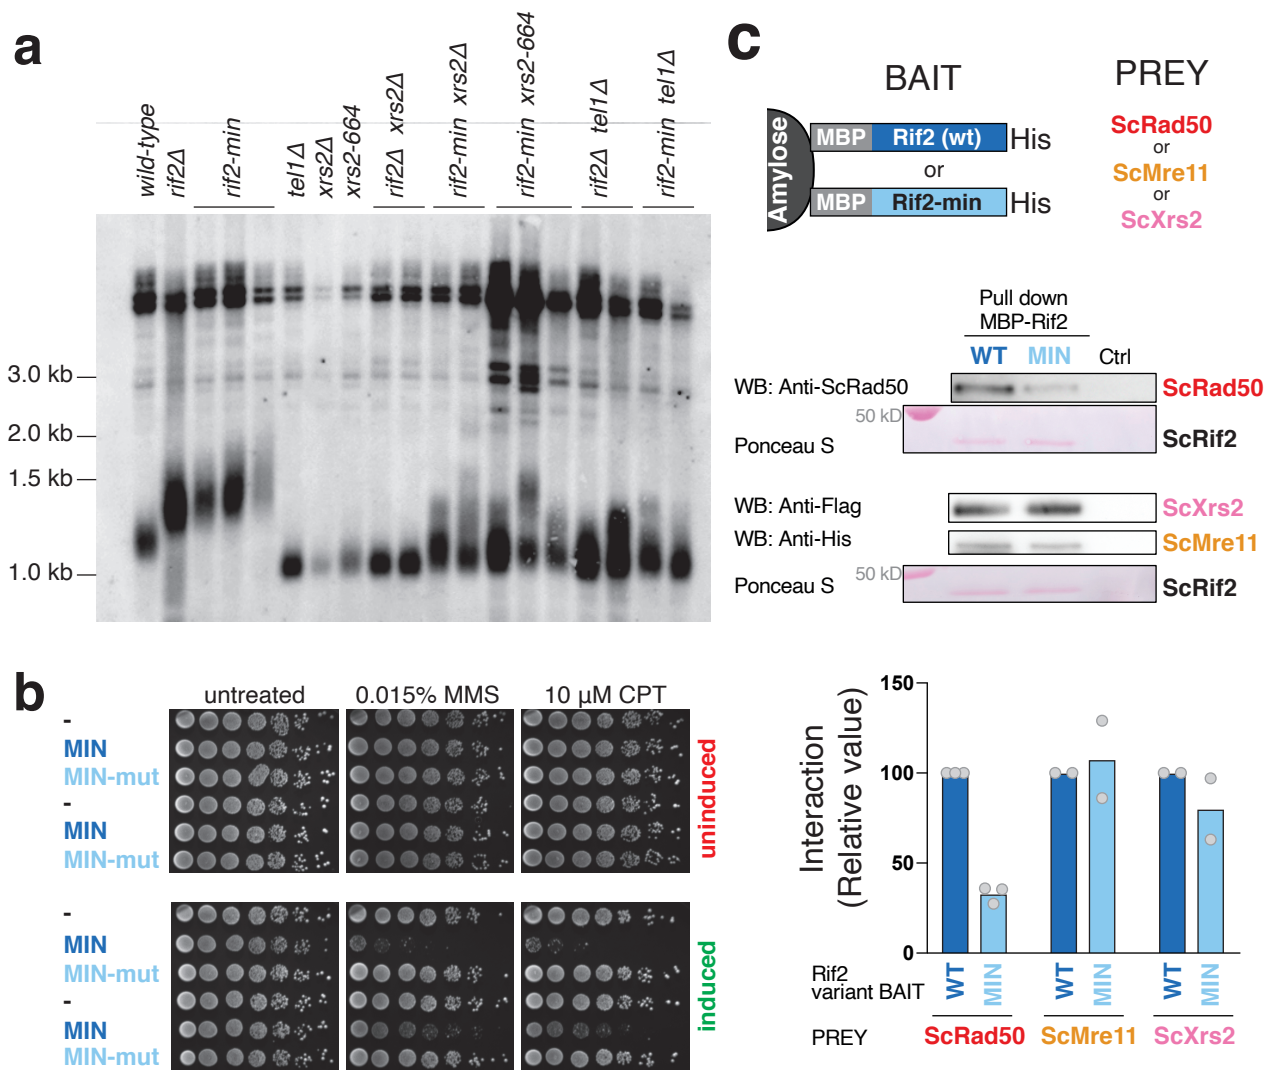 a
wild-type
rif2Δ
rif2-min
tel1Δ
xrs2Δ
xrs2-664
rif2Δ xrs2Δ
rif2-min xrs2Δ
rif2-min xrs2-664
rif2Δ tel1Δ
rif2-min tel1Δ
3.0 kb
2.0 kb
1.5 kb
1.0 kb
b
untreated
0.015% MMS
10 µM CPT
-
MIN
MIN-mut
-
MIN
MIN-mut
uninduced
-
MIN
MIN-mut
-
MIN
MIN-mut
induced
c
BAIT
PREY
Amylose
MBP Rif2 (wt) His
or
MBP Rif2-min His
ScRad50
or
ScMre11
or
ScXrs2
Pull down
MBP-Rif2
WT MIN Ctrl
WB: Anti-ScRad50
ScRad50
50 kD
Ponceau S
ScRif2
WB: Anti-Flag
ScXrs2
WB: Anti-His
ScMre11
50 kD
Ponceau S
ScRif2
Interaction
(Relative value)
150
100
50
0
Rif2
variant BAIT
WT MIN WT MIN WT MIN
PREY
ScRad50 ScMre11 ScXrs2